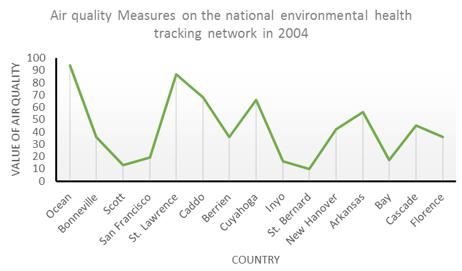 Air quality Measures on the national environmental health
tracking network in 2004
VALUE OF AIR QUALITY
100
90
80
70
60
50
40
30
20
10
0
Ocean
Bonneville
Scott
San Francisco
St. Lawrence
Caddo
Berrien
Cuyahoga
Inyo
St. Bernard
New Hanover
Arkansas
Bay
Cascade
Florence
COUNTRY